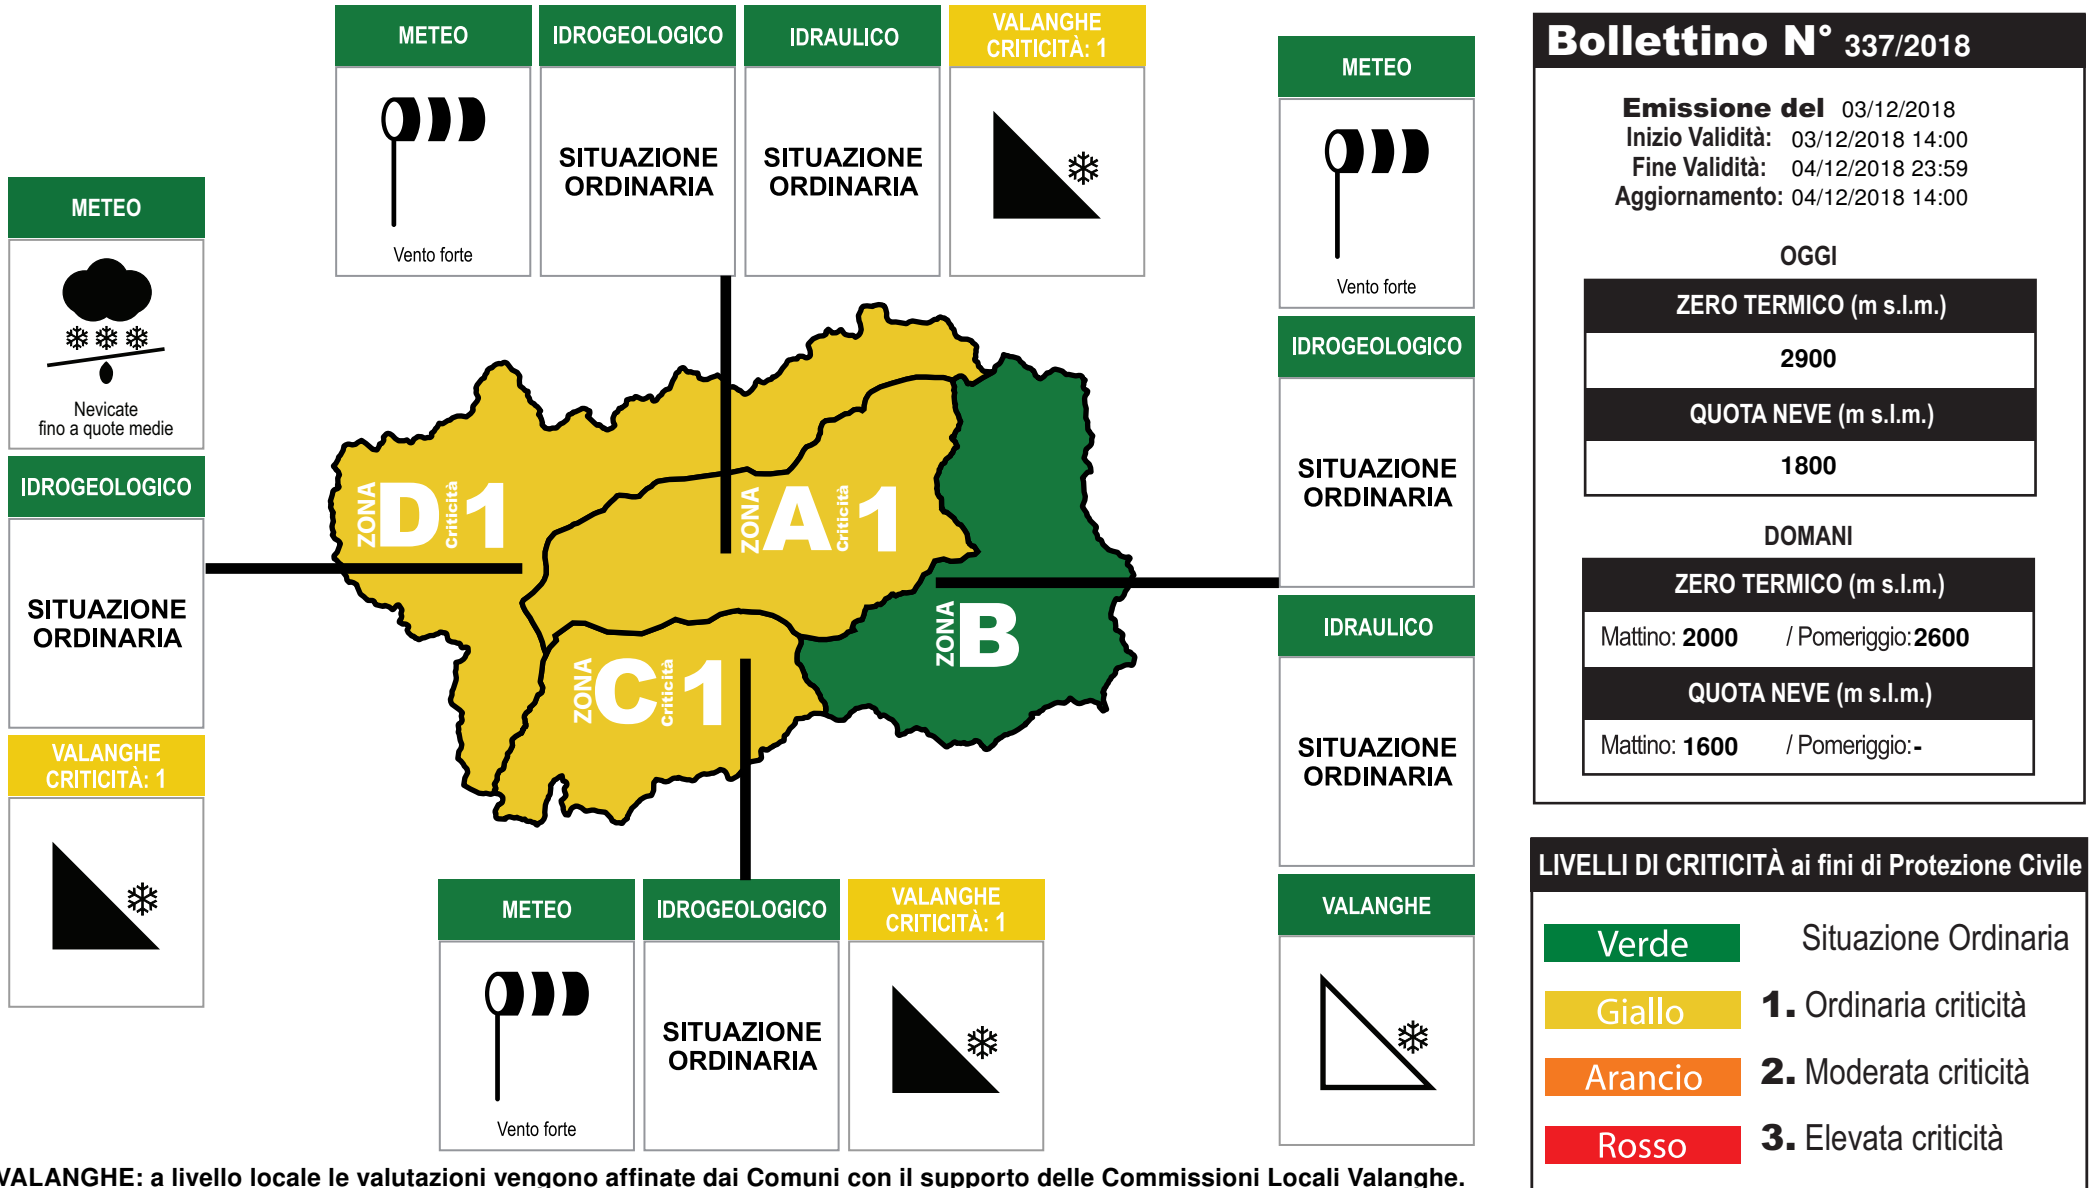 METEO
Vento forte
IDROGEOLOGICO
SITUAZIONE
ORDINARIA
IDRAULICO
SITUAZIONE
ORDINARIA
VALANGHE
CRITICITÀ: 1
METEO
Nevicate
fino a quote medie
IDROGEOLOGICO
SITUAZIONE
ORDINARIA
VALANGHE
CRITICITÀ: 1
ZONA D Criticità 1
ZONA A Criticità 1
ZONA C Criticità 1
ZONA B
METEO
Vento forte
IDROGEOLOGICO
SITUAZIONE
ORDINARIA
VALANGHE
CRITICITÀ: 1
METEO
Vento forte
IDROGEOLOGICO
SITUAZIONE
ORDINARIA
IDRAULICO
SITUAZIONE
ORDINARIA
VALANGHE
Bollettino N° 337/2018
Emissione del 03/12/2018
Inizio Validità: 03/12/2018 14:00
Fine Validità: 04/12/2018 23:59
Aggiornamento: 04/12/2018 14:00
OGGI
ZERO TERMICO (m s.l.m.)
2900
QUOTA NEVE (m s.l.m.)
1800
DOMANI
ZERO TERMICO (m s.l.m.)
Mattino: 2000 / Pomeriggio: 2600
QUOTA NEVE (m s.l.m.)
Mattino: 1600 / Pomeriggio: -
LIVELLI DI CRITICITÀ ai fini di Protezione Civile
Verde Situazione Ordinaria
Giallo 1. Ordinaria criticità
Arancio 2. Moderata criticità
Rosso 3. Elevata criticità
VALANGHE: a livello locale le valutazioni vengono affinate dai Comuni con il supporto delle Commissioni Locali Valanghe.